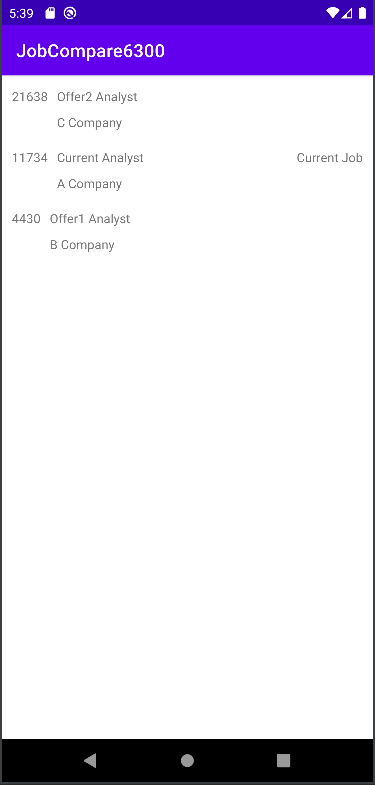 5:39
JobCompare6300
21638 Offer2 Analyst
C Company
11734 Current Analyst Current Job
A Company
4430 Offer1 Analyst
B Company